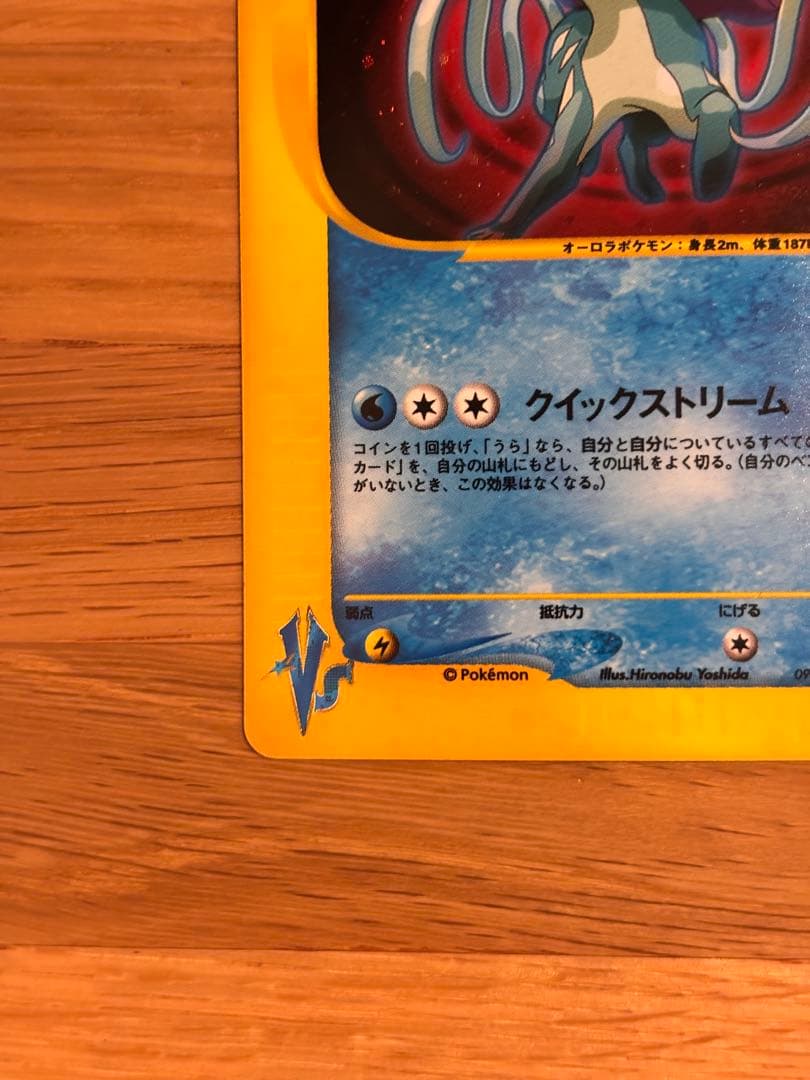 オーロラポケモン：身長2m、体重187
クイックストリーム
コインを1回投げ、「うら」なら、自分と自分についているすべての
カード」を、自分の山札にもどし、その山札をよく切る。（自分のベ
がいないとき、この効果はなくなる。）
弱点 抵抗力 にげる
Vs
©Pokémon Illus.Hironobu Yoshida 09